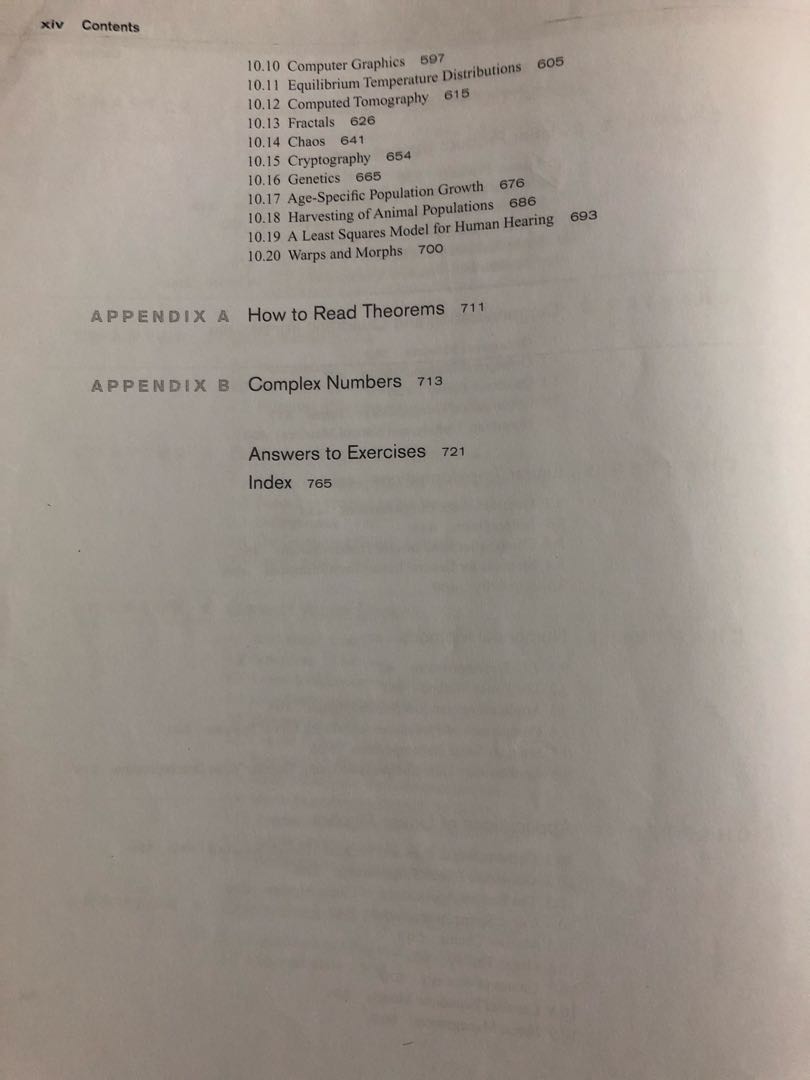 xiv Contents
10.10 Computer Graphics 597
10.11 Equilibrium Temperature Distributions 605
10.12 Computed Tomography 615
10.13 Fractals 626
10.14 Chaos 641
10.15 Cryptography 654
10.16 Genetics 665
10.17 Age-Specific Population Growth 676
10.18 Harvesting of Animal Populations 686
10.19 A Least Squares Model for Human Hearing 693
10.20 Warps and Morphs 700
APPENDIX A How to Read Theorems 711
APPENDIX B Complex Numbers 713
Answers to Exercises 721
Index 765